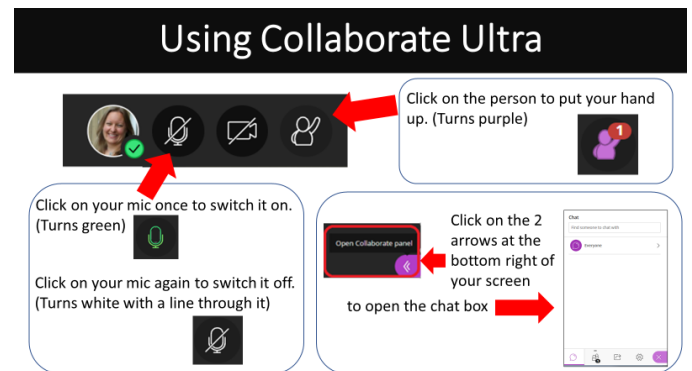 Using Collaborate Ultra
Click on the person to put your hand
up. (Turns purple)
1
Click on your mic once to switch it on.
(Turns green)
Click on your mic again to switch it off.
(Turns white with a line through it)
Open Collaborate panel
Click on the 2
arrows at the
bottom right of
your screen
to open the chat box
Chat
Find someone to chat with
Everyone